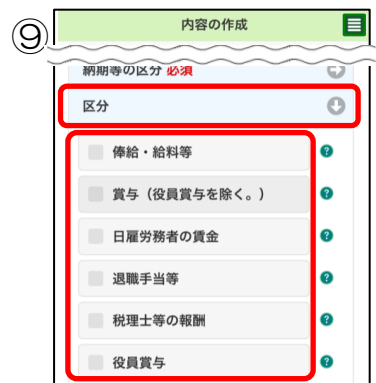 ⑨
内容の作成
納期等の区分 必須
区分
俸給・給料等
賞与（役員賞与を除く。）
日雇労務者の賃金
退職手当等
税理士等の報酬
役員賞与